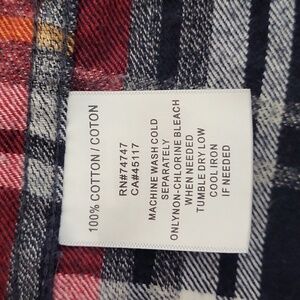 100% COTTON / COTON
RN#74747
CA#45117
MACHINE WASH COLD
SEPARATELY
ONLYNON-CHLORINE BLEACH
WHEN NEEDED
TUMBLE DRY LOW
COOL IRON
IF NEEDED